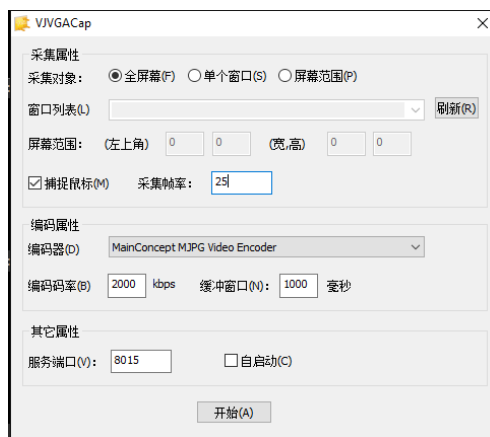 VJVGACap
采集属性
采集对象： 全屏幕(F) 单个窗口(S) 屏幕范围(P)
窗口列表(L) 刷新(R)
屏幕范围： (左上角) 0 0 (宽,高) 0 0
捕捉鼠标(M) 采集帧率： 25
编码属性
编码器(D) MainConcept MJPG Video Encoder
编码码率(B) 2000 kbps 缓冲窗口(N)： 1000 毫秒
其它属性
服务端口(V)： 8015 自启动(C)
开始(A)